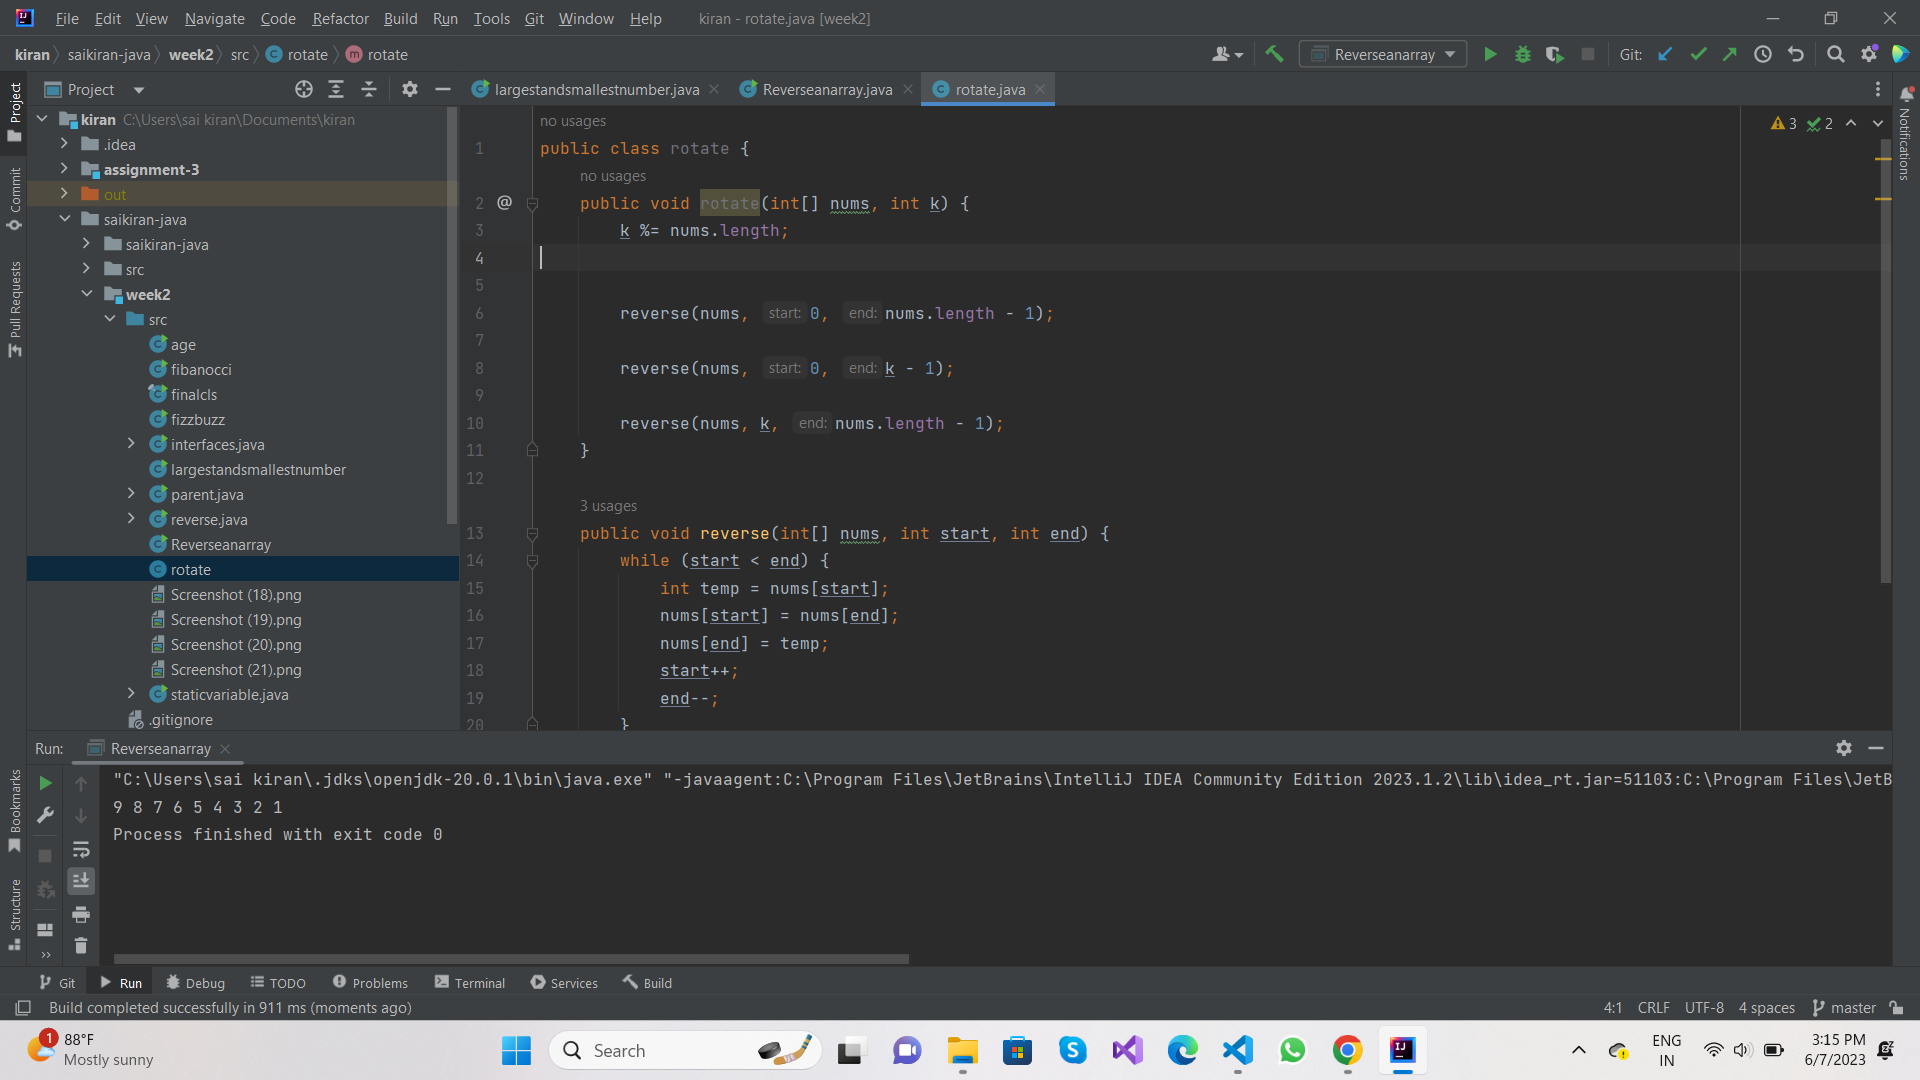 File Edit View Navigate Code Refactor Build Run Tools Git Window Help kiran - rotate.java [week2]
kiran saikiran-java week2 src rotate rotate Reverseanarray Git:
Project largestandsmallestnumber.java Reverseanarray.java rotate.java
Project
Commit
Pull Requests
Bookmarks
Structure
Notifications
kiran C:\Users\sai kiran\Documents\kiran
.idea
assignment-3
out
saikiran-java
saikiran-java
src
week2
src
age
fibanocci
finalcls
fizzbuzz
interfaces.java
largestandsmallestnumber
parent.java
reverse.java
Reverseanarray
rotate
Screenshot (18).png
Screenshot (19).png
Screenshot (20).png
Screenshot (21).png
staticvariable.java
.gitignore
3 2
no usages
1 public class rotate {
no usages
2 @ public void rotate(int[] nums, int k) {
3 k %= nums.length;
4
5
6 reverse(nums, start: 0, end: nums.length - 1);
7
8 reverse(nums, start: 0, end: k - 1);
9
10 reverse(nums, k, end: nums.length - 1);
11 }
12
3 usages
13 public void reverse(int[] nums, int start, int end) {
14 while (start < end) {
15 int temp = nums[start];
16 nums[start] = nums[end];
17 nums[end] = temp;
18 start++;
19 end--;
20 }
Run: Reverseanarray
"C:\Users\sai kiran\.jdks\openjdk-20.0.1\bin\java.exe" "-javaagent:C:\Program Files\JetBrains\IntelliJ IDEA Community Edition 2023.1.2\lib\idea_rt.jar=51103:C:\Program Files\JetB
9 8 7 6 5 4 3 2 1
Process finished with exit code 0
Git Run Debug TODO Problems Terminal Services Build
Build completed successfully in 911 ms (moments ago) 4:1 CRLF UTF-8 4 spaces master
1 88°F
Mostly sunny
Search
ENG
IN
3:15 PM
6/7/2023